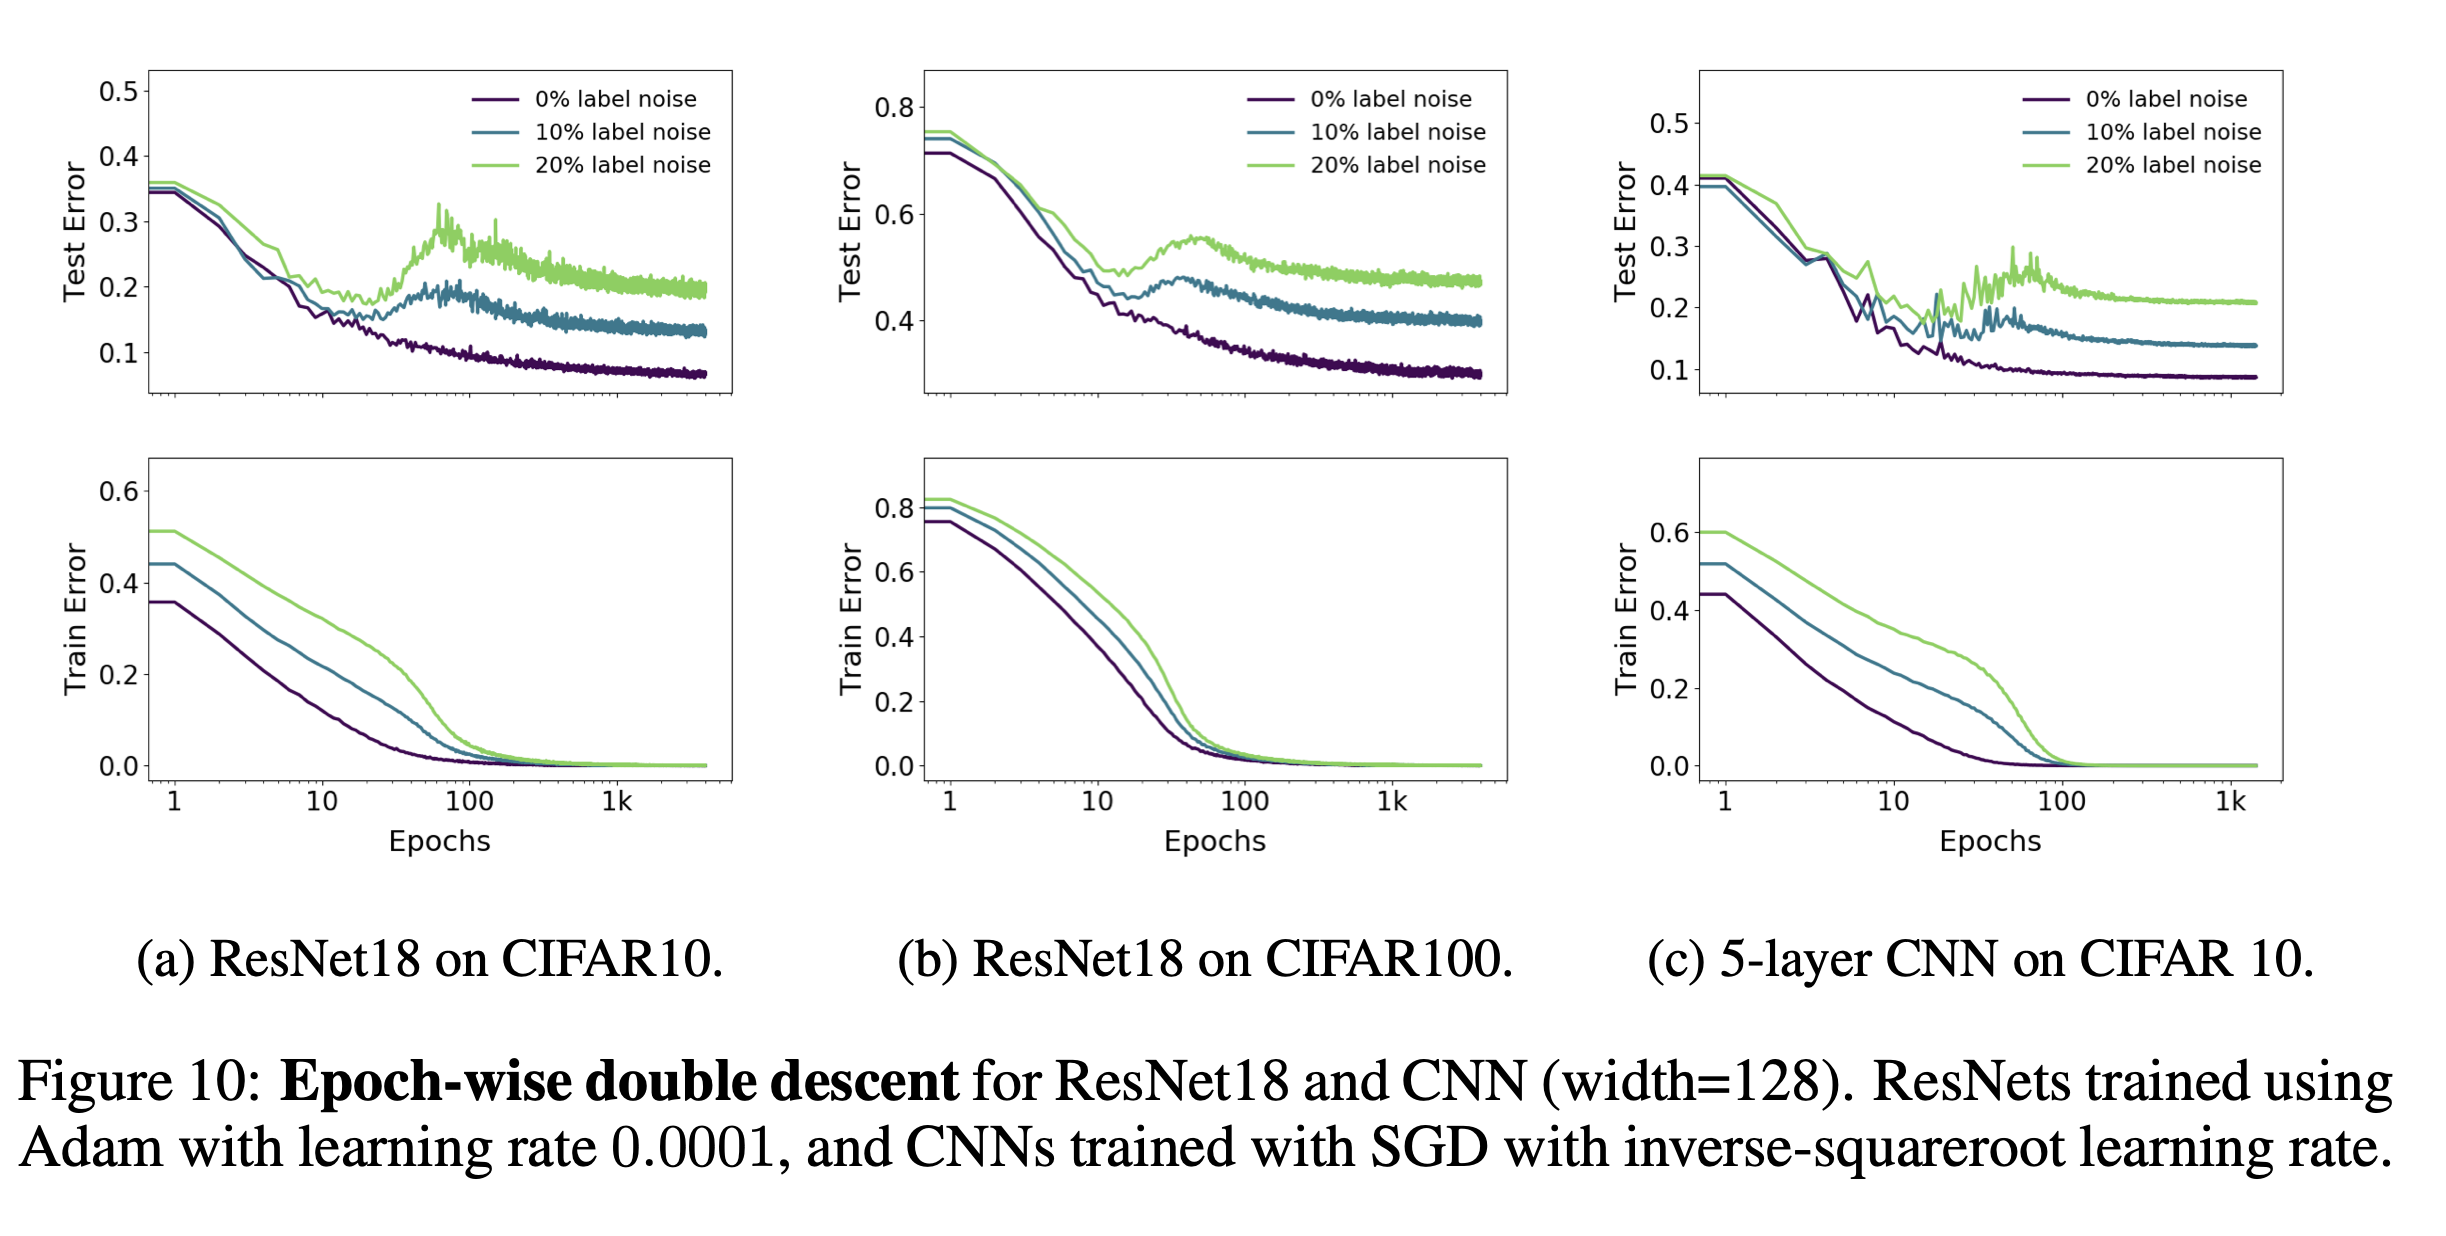 0.5
0.4
0.3
0.2
0.1
Test Error
0% label noise
10% label noise
20% label noise
0.8
0.6
0.4
Test Error
0% label noise
10% label noise
20% label noise
0.5
0.4
0.3
0.2
0.1
Test Error
0% label noise
10% label noise
20% label noise
0.6
0.4
0.2
0.0
Train Error
1 10 100 1k
Epochs
0.8
0.6
0.4
0.2
0.0
Train Error
1 10 100 1k
Epochs
0.6
0.4
0.2
0.0
Train Error
1 10 100 1k
Epochs
(a) ResNet18 on CIFAR10.
(b) ResNet18 on CIFAR100.
(c) 5-layer CNN on CIFAR 10.
Figure 10: Epoch-wise double descent for ResNet18 and CNN (width=128). ResNets trained using
Adam with learning rate 0.0001, and CNNs trained with SGD with inverse-squareroot learning rate.